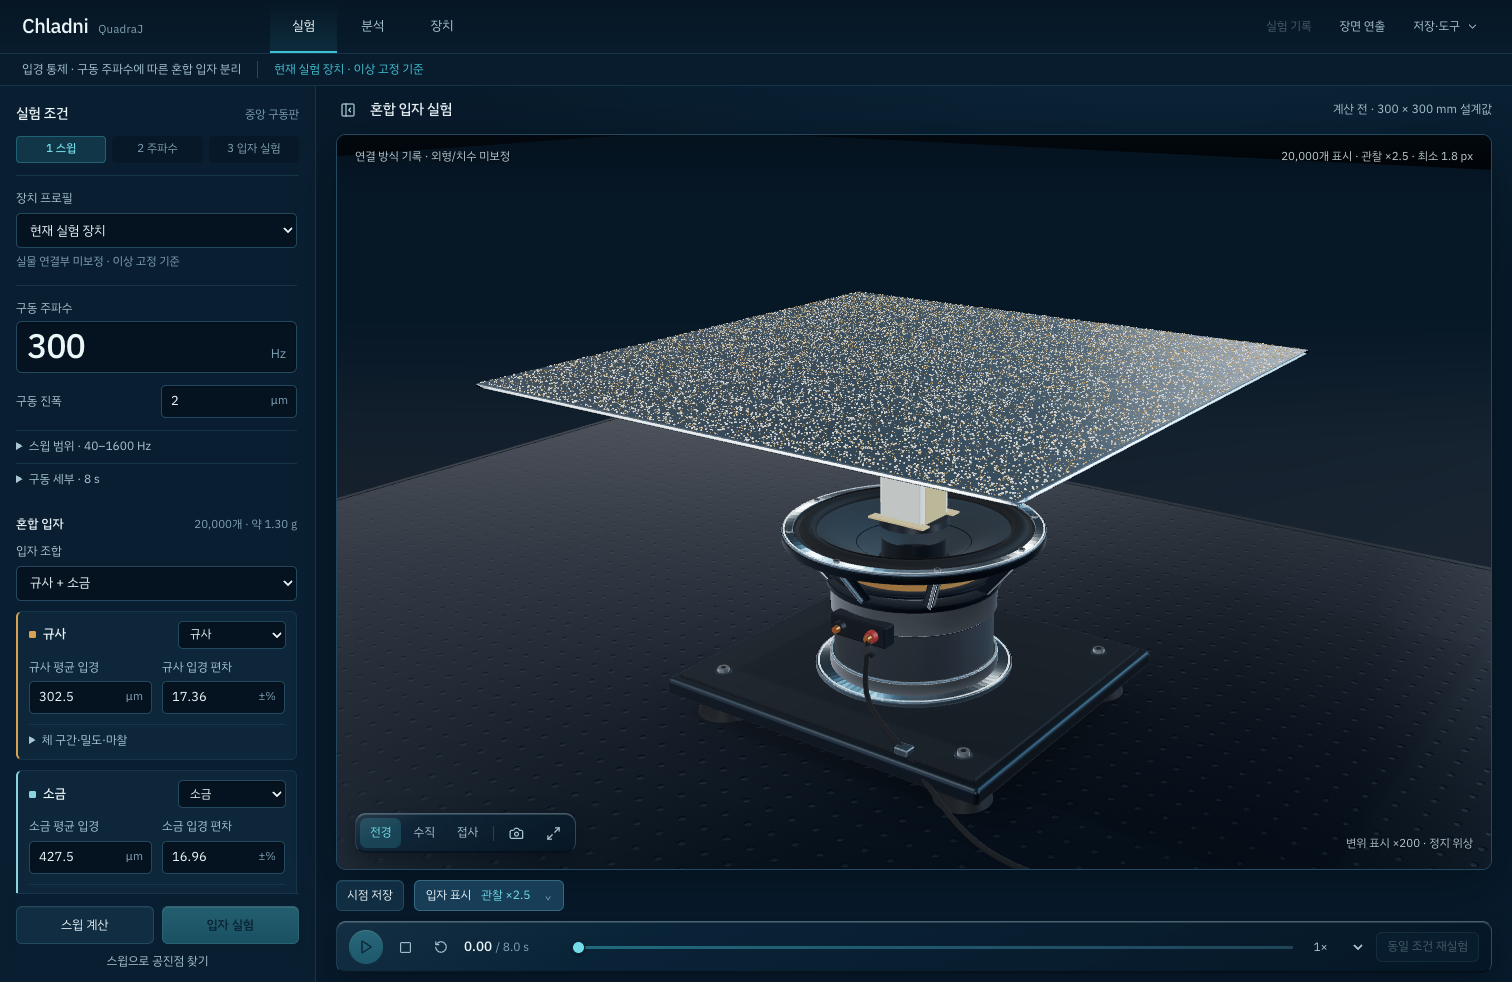 Chladni QuadraJ
실험
분석
장치
실험 기록
장면 연출
저장·도구
입경 통제 · 구동 주파수에 따른 혼합 입자 분리
현재 실험 장치 · 이상 고정 기준
실험 조건
중앙 구동판
1 스윕
2 주파수
3 입자 실험
장치 프로필
현재 실험 장치
실물 연결부 미보정 · 이상 고정 기준
구동 주파수
300 Hz
구동 진폭
2 μm
스윕 범위 · 40–1600 Hz
구동 세부 · 8 s
혼합 입자
20,000개 · 약 1.30 g
입자 조합
규사 + 소금
규사
규사
규사 평균 입경
규사 입경 편차
302.5 μm
17.36 ±%
체 구간·밀도·마찰
소금
소금
소금 평균 입경
소금 입경 편차
427.5 μm
16.96 ±%
스윕 계산
입자 실험
스윕으로 공진점 찾기
혼합 입자 실험
계산 전 · 300 × 300 mm 설계값
연결 방식 기록 · 외형/치수 미보정
20,000개 표시 · 관찰 ×2.5 · 최소 1.8 px
전경
수직
접사
변위 표시 ×200 · 정지 위상
시점 저장
입자 표시 관찰 ×2.5
0.00 / 8.0 s
1×
동일 조건 재실험